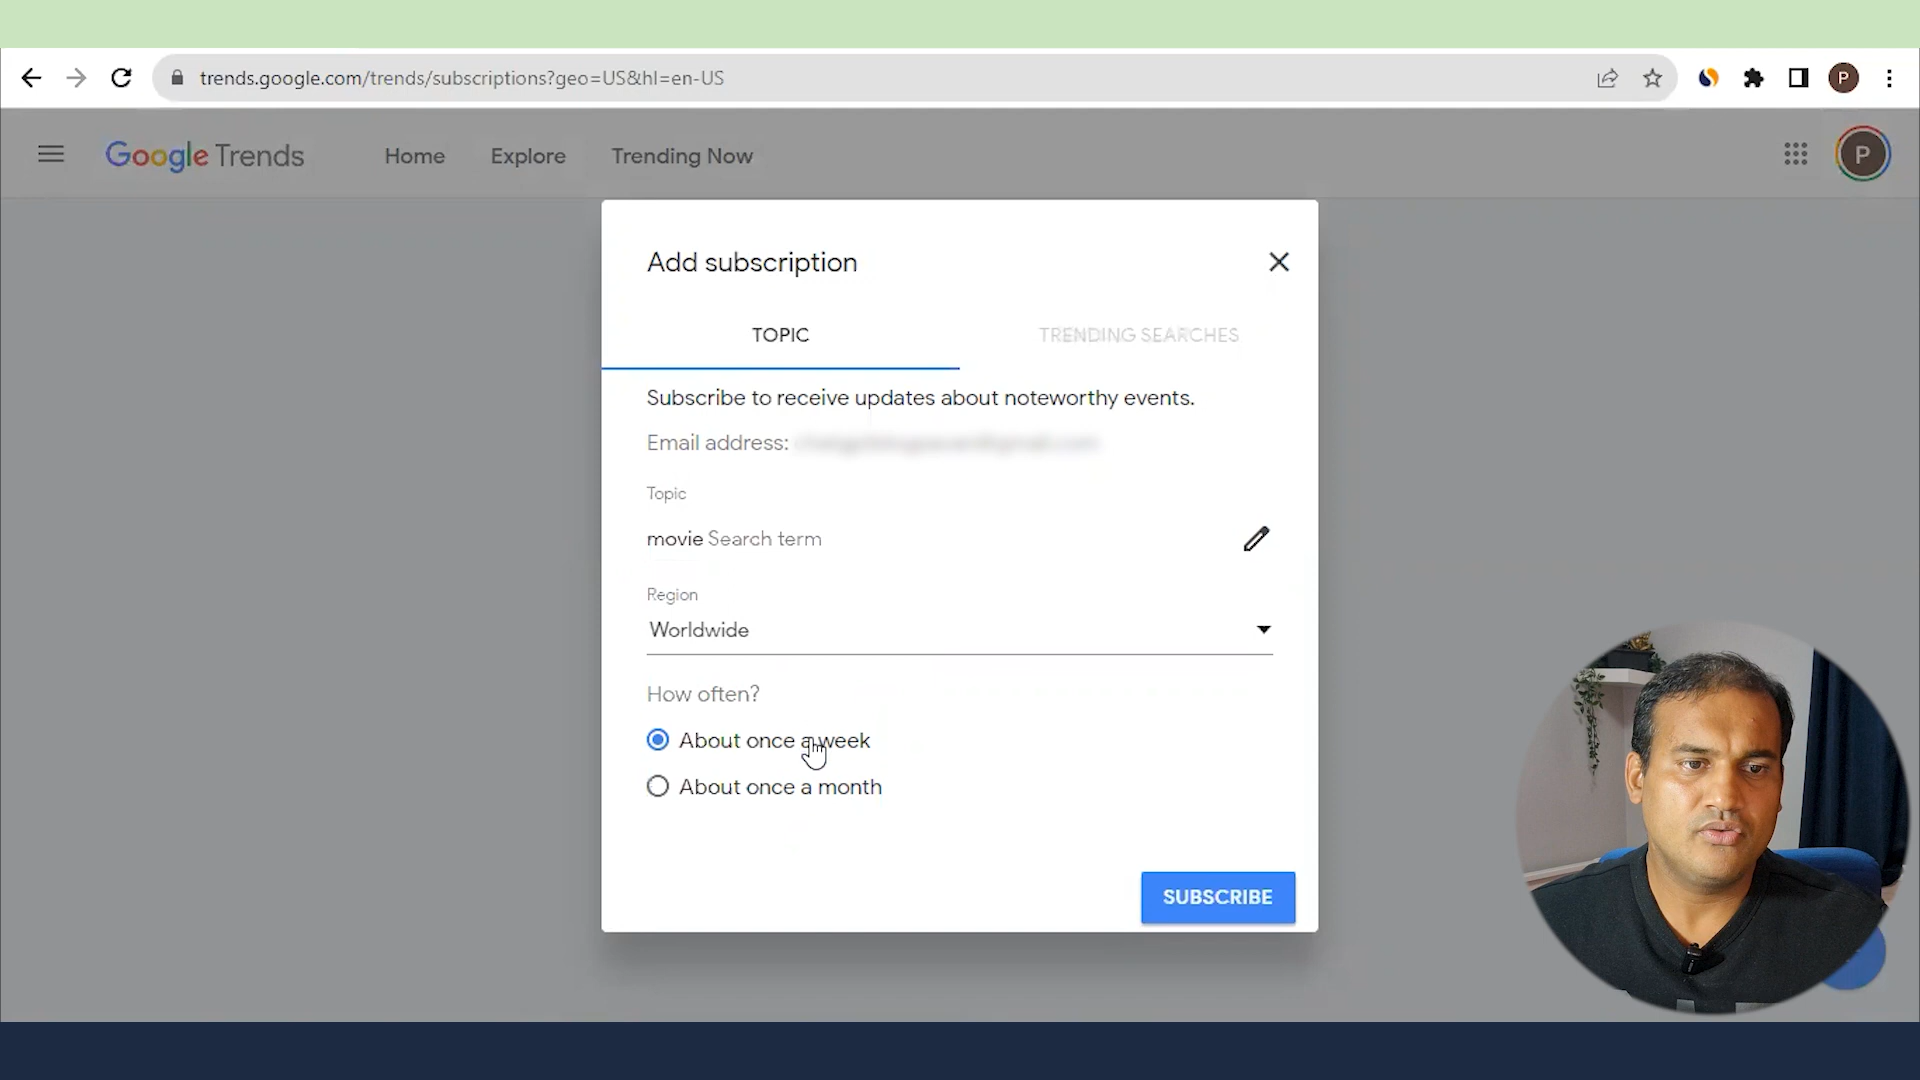 trends.google.com/trends/subscriptions?geo=US&hl=en-US
P
Google Trends
Home
Explore
Trending Now
P
Add subscription
TOPIC
TRENDING SEARCHES
Subscribe to receive updates about noteworthy events.
Email address:
Topic
movie Search term
Region
Worldwide
How often?
About once a week
About once a month
SUBSCRIBE